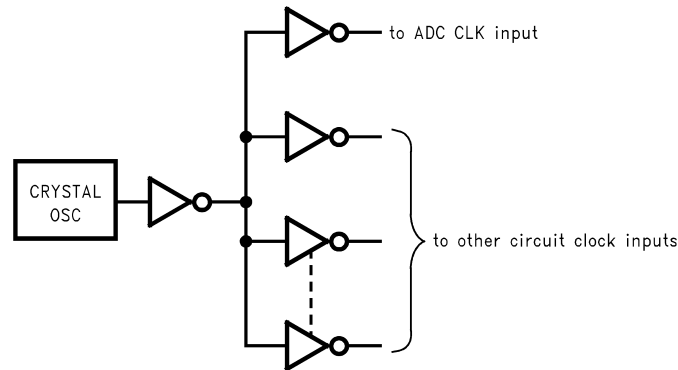 to ADC CLK input
CRYSTAL
OSC
to other circuit clock inputs